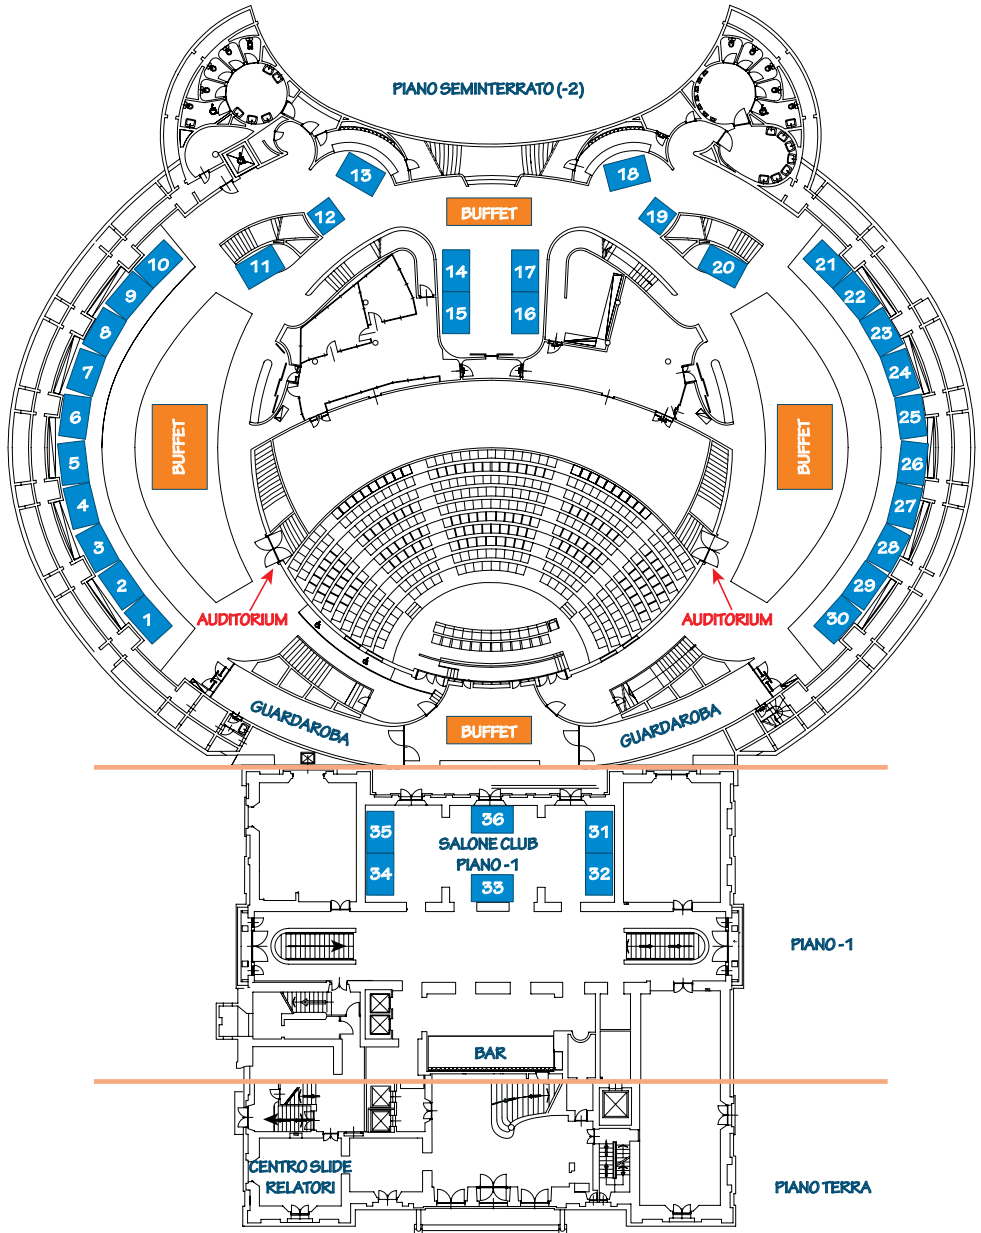 PIANO SEMINTERRATO (-2)
13
18
12
BUFFET
19
10
11
14
17
20
21
9
15
16
22
8
23
7
24
6
BUFFET
BUFFET
25
5
26
4
27
3
28
2
29
1
AUDITORIUM
AUDITORIUM
30
GUARDAROBA
BUFFET
GUARDAROBA
35
36
31
SALONE CLUB
PIANO -1
34
33
32
PIANO -1
BAR
CENTRO SLIDE
RELATORI
PIANO TERRA